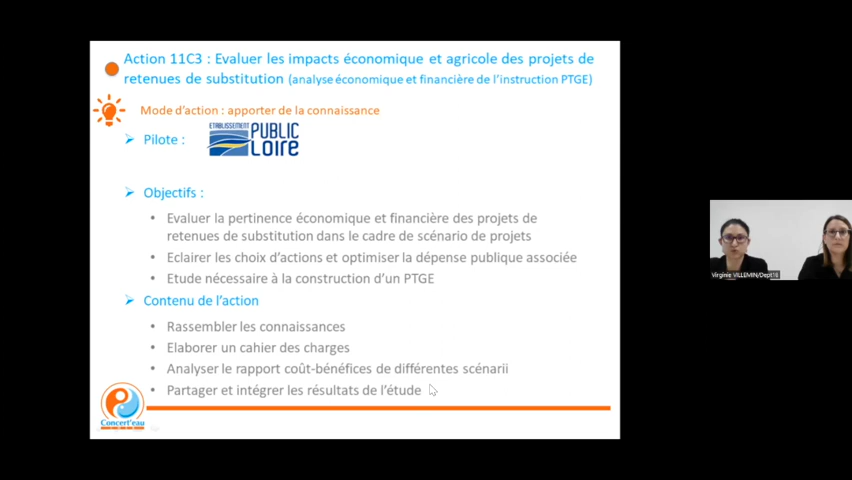 Action 11C3 : Evaluer les impacts économique et agricole des projets de
retenues de substitution (analyse économique et financière de l'instruction PTGE)
Mode d'action : apporter de la connaissance
Pilote :
ETABLISSEMENT
PUBLIC
LOIRE
Objectifs :
Evaluer la pertinence économique et financière des projets de
retenues de substitution dans le cadre de scénario de projets
Eclairer les choix d'actions et optimiser la dépense publique associée
Etude nécessaire à la construction d'un PTGE
Contenu de l'action
Rassembler les connaissances
Elaborer un cahier des charges
Analyser le rapport coût-bénéfices de différentes scénarii
Partager et intégrer les résultats de l'étude
Concert'eau
Virginie VILLEMIN/Dept18